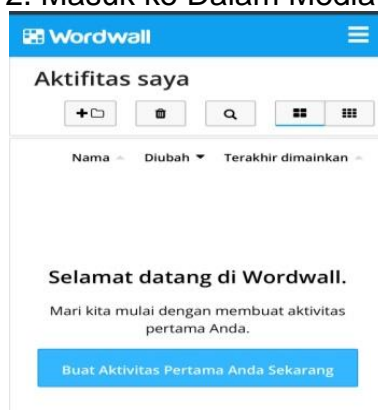 2. Masuk ke Dalam Media
Wordwall
Aktifitas saya
Nama Diubah Terakhir dimainkan
Selamat datang di Wordwall.
Mari kita mulai dengan membuat aktivitas
pertama Anda.
Buat Aktivitas Pertama Anda Sekarang